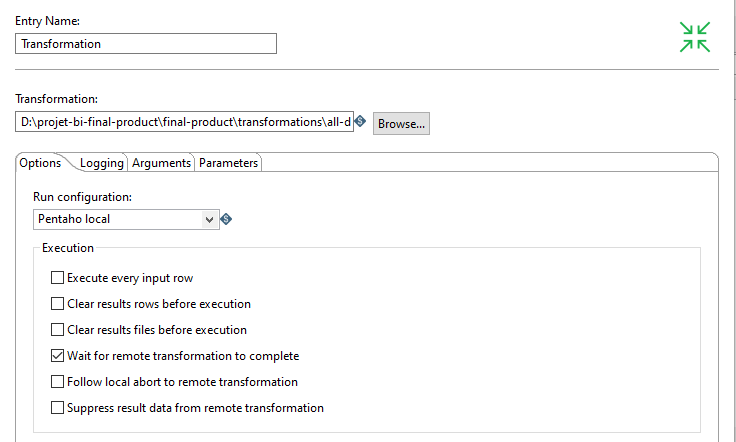 Entry Name:
Transformation
Transformation:
D:\projet-bi-final-product\final-product\transformations\all-d
Browse...
Options Logging Arguments Parameters
Run configuration:
Pentaho local
Execution
Execute every input row
Clear results rows before execution
Clear results files before execution
Wait for remote transformation to complete
Follow local abort to remote transformation
Suppress result data from remote transformation